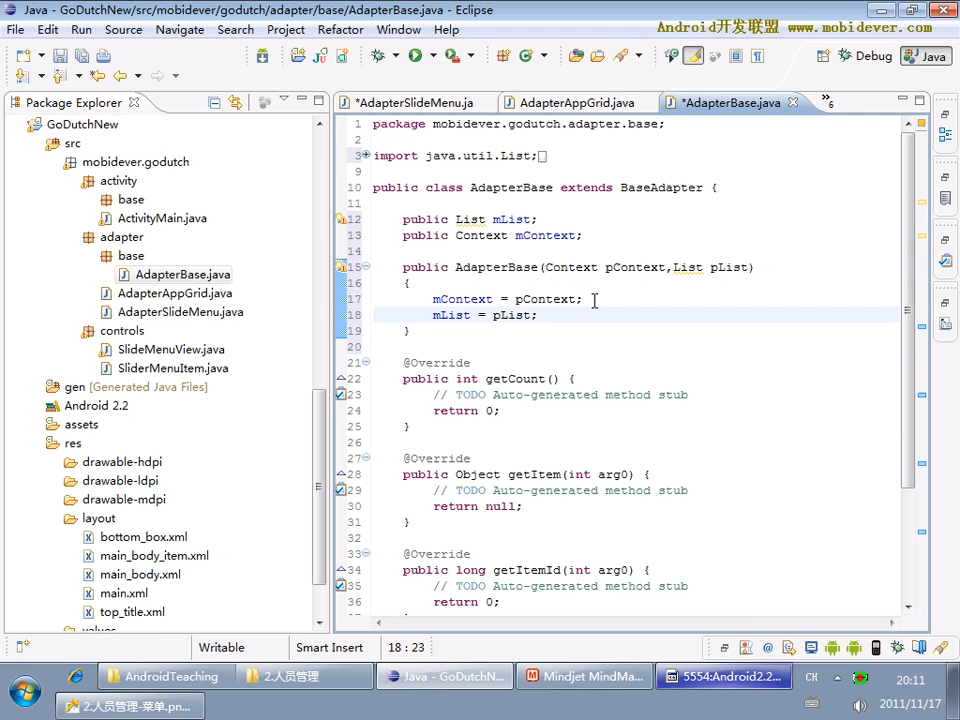 Java - GoDutchNew/src/mobidever/godutch/adapter/base/AdapterBase.java - Eclipse
File Edit Source Refactor Navigate Search Project Refactor Window Help
Android开发联盟 www.mobidever.com
Debug Java
Package Explorer
*AdapterSlideMenu.ja
AdapterAppGrid.java
*AdapterBase.java
»6
GoDutchNew
src
mobidever.godutch
activity
base
ActivityMain.java
adapter
base
AdapterBase.java
AdapterAppGrid.java
AdapterSlideMenu.java
controls
SlideMenuView.java
SliderMenuItem.java
gen [Generated Java Files]
Android 2.2
assets
res
drawable-hdpi
drawable-ldpi
drawable-mdpi
layout
bottom_box.xml
main_body_item.xml
main_body.xml
main.xml
top_title.xml
1 package mobidever.godutch.adapter.base;
2
3 import java.util.List;
9
10 public class AdapterBase extends BaseAdapter {
11
12 public List mList;
13 public Context mContext;
14
15 public AdapterBase(Context pContext,List pList)
16 {
17 mContext = pContext;
18 mList = pList;
19 }
20
21 @Override
22 public int getCount() {
23 // TODO Auto-generated method stub
24 return 0;
25 }
26
27 @Override
28 public Object getItem(int arg0) {
29 // TODO Auto-generated method stub
30 return null;
31 }
32
33 @Override
34 public long getItemId(int arg0) {
35 // TODO Auto-generated method stub
36 return 0;
Writable Smart Insert 18 : 23
AndroidTeaching
2.人员管理
Java - GoDutchN...
Mindjet MindMa...
5554:Android2.2...
CH
20:11
2011/11/17
2.人员管理-菜单.pn...